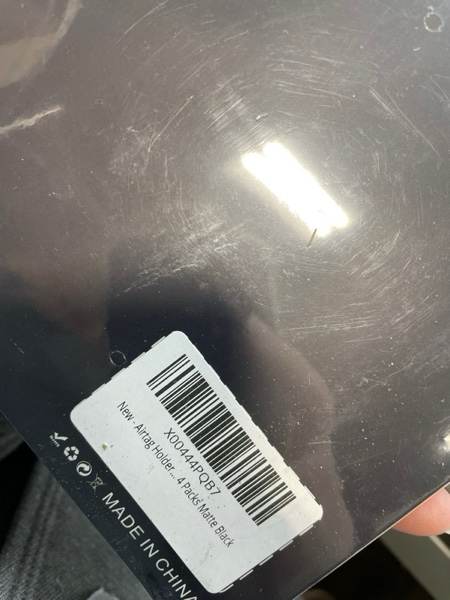 X00444PQB7
New - Airtag Holder... 4 Packs Matte Black
MADE IN CHINA